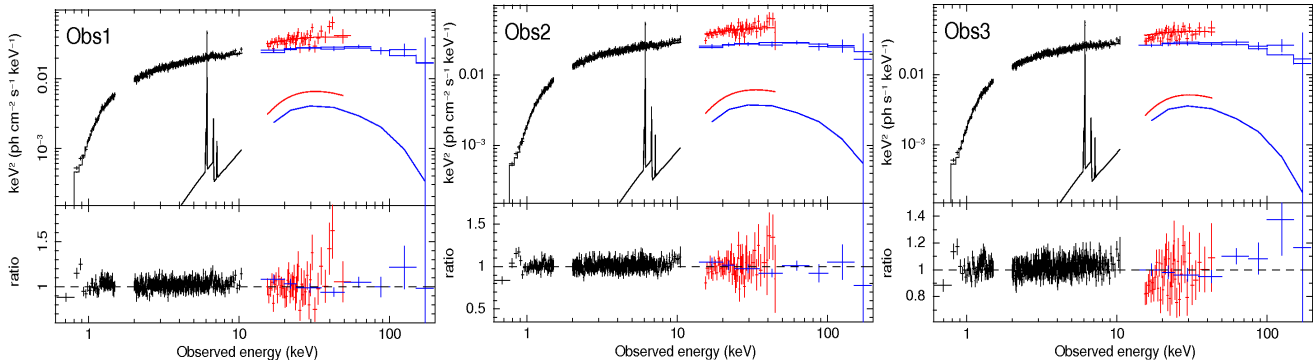 Obs1
keV² (ph cm⁻² s⁻¹ keV⁻¹)
0.01
10⁻³
ratio
1.5
1
1
10
100
Observed energy (keV)
Obs2
keV² (ph cm⁻² s⁻¹ keV⁻¹)
0.01
10⁻³
ratio
1.5
1
0.5
1
10
100
Observed energy (keV)
Obs3
keV² (ph s⁻¹ keV⁻¹)
0.01
10⁻³
ratio
1.4
1.2
1
0.8
1
10
100
Observed energy (keV)